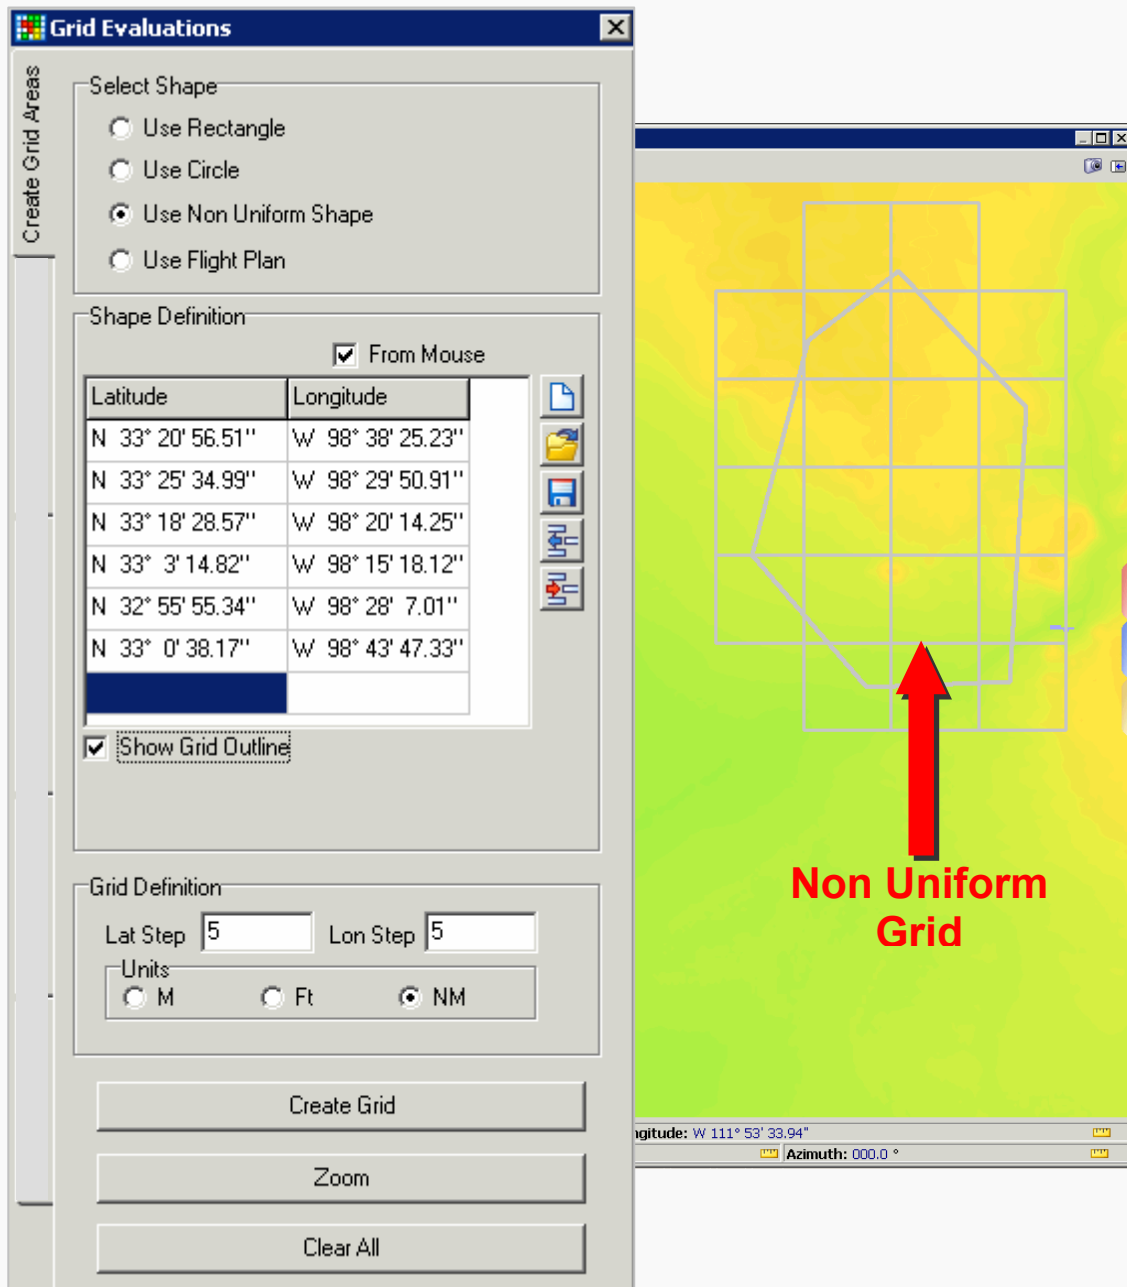 Grid Evaluations
Create Grid Areas
Select Shape
Use Rectangle
Use Circle
Use Non Uniform Shape
Use Flight Plan
Shape Definition
From Mouse
Latitude Longitude
N 33° 20' 56.51'' W 98° 38' 25.23''
N 33° 25' 34.99'' W 98° 29' 50.91''
N 33° 18' 28.57'' W 98° 20' 14.25''
N 33° 3' 14.82'' W 98° 15' 18.12''
N 32° 55' 55.34'' W 98° 28' 7.01''
N 33° 0' 38.17'' W 98° 43' 47.33''
Show Grid Outline
Grid Definition
Lat Step 5 Lon Step 5
Units
M Ft NM
Create Grid
Zoom
Clear All
Non Uniform
Grid
ngitude: W 111° 53' 33.94"
Azimuth: 000.0 °